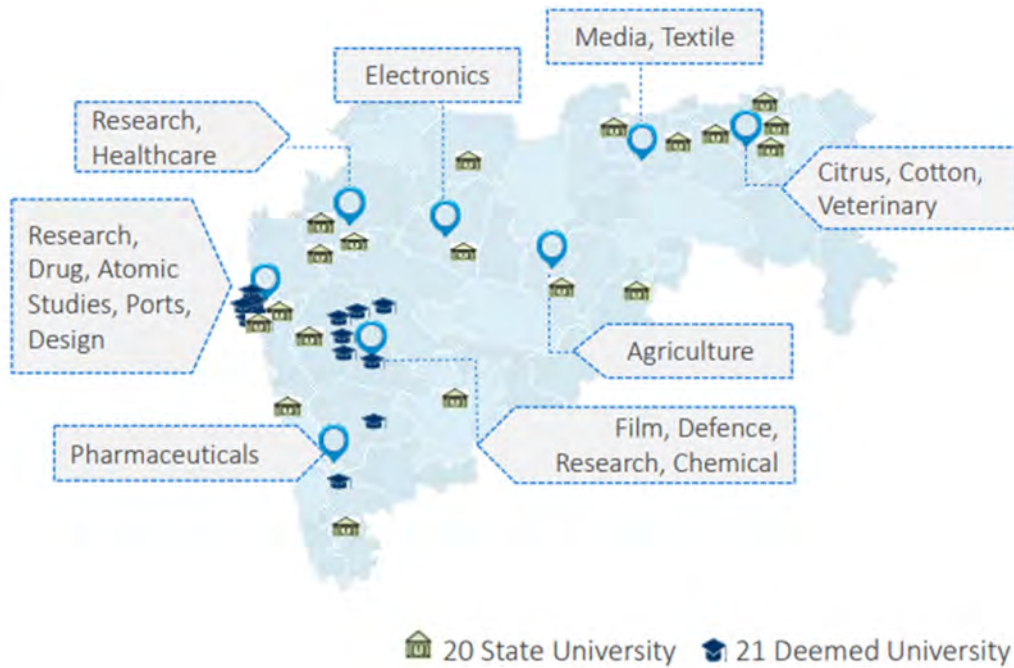 Media, Textile
Electronics
Research,
Healthcare
Citrus, Cotton,
Veterinary
Research,
Drug, Atomic
Studies, Ports,
Design
Agriculture
Film, Defence,
Research, Chemical
Pharmaceuticals
20 State University
21 Deemed University